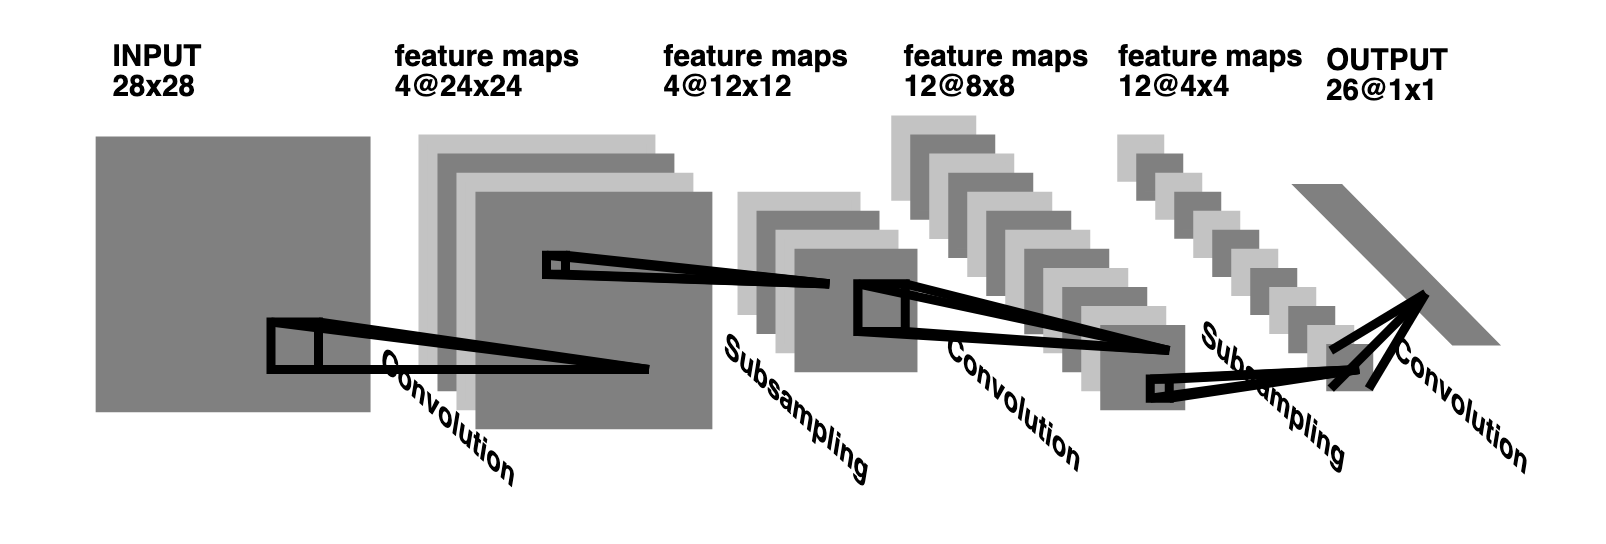 INPUT
28x28
feature maps
4@24x24
feature maps
4@12x12
feature maps
12@8x8
feature maps
12@4x4
OUTPUT
26@1x1
Convolution
Subsampling
Convolution
Subsampling
Convolution